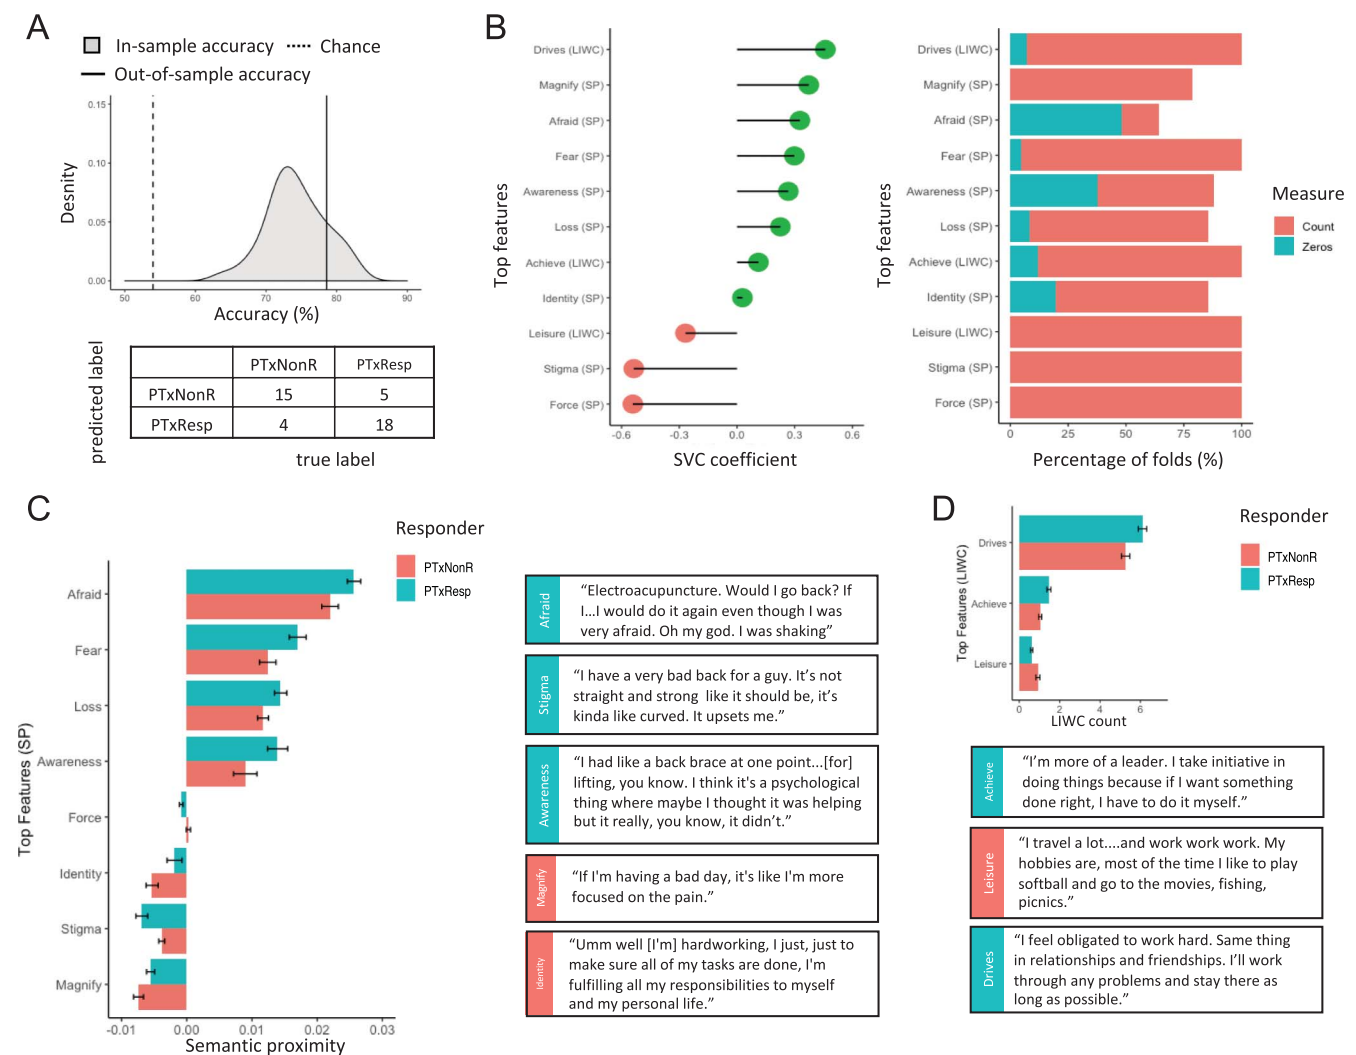 A
In-sample accuracy
Chance
Out-of-sample accuracy
0.15
0.10
0.05
0.00
Desnity
50
60
70
80
90
Accuracy (%)
predicted label
PTxNonR
PTxResp
PTxNonR
15
5
PTxResp
4
18
true label
B
Top features
Drives (LIWC)
Magnify (SP)
Afraid (SP)
Fear (SP)
Awareness (SP)
Loss (SP)
Achieve (LIWC)
Identity (SP)
Leisure (LIWC)
Stigma (SP)
Force (SP)
-0.6
-0.3
0.0
0.3
0.6
SVC coefficient
Top features
Drives (LIWC)
Magnify (SP)
Afraid (SP)
Fear (SP)
Awareness (SP)
Loss (SP)
Achieve (LIWC)
Identity (SP)
Leisure (LIWC)
Stigma (SP)
Force (SP)
0
25
50
75
100
Percentage of folds (%)
Measure
Count
Zeros
C
Responder
PTxNonR
PTxResp
Top Features (SP)
Afraid
Fear
Loss
Awareness
Force
Identity
Stigma
Magnify
-0.01
0.00
0.01
0.02
0.03
Semantic proximity
Afraid
“Electroacupuncture. Would I go back? If
I...I would do it again even though I was
very afraid. Oh my god. I was shaking”
Stigma
“I have a very bad back for a guy. It’s not
straight and strong like it should be, it’s
kinda like curved. It upsets me.”
Awareness
“I had like a back brace at one point...[for]
lifting, you know. I think it's a psychological
thing where maybe I thought it was helping
but it really, you know, it didn’t.”
Magnify
“If I'm having a bad day, it's like I'm more
focused on the pain.”
Identity
“Umm well [I'm] hardworking, I just, just to
make sure all of my tasks are done, I'm
fulfilling all my responsibilities to myself
and my personal life.”
D
Responder
PTxNonR
PTxResp
Top Features (LIWC)
Drives
Achieve
Leisure
0
2
4
6
LIWC count
Achieve
“I’m more of a leader. I take initiative in
doing things because if I want something
done right, I have to do it myself.”
Leisure
“I travel a lot....and work work work. My
hobbies are, most of the time I like to play
softball and go to the movies, fishing,
picnics.”
Drives
“I feel obligated to work hard. Same thing
in relationships and friendships. I’ll work
through any problems and stay there as
long as possible.”